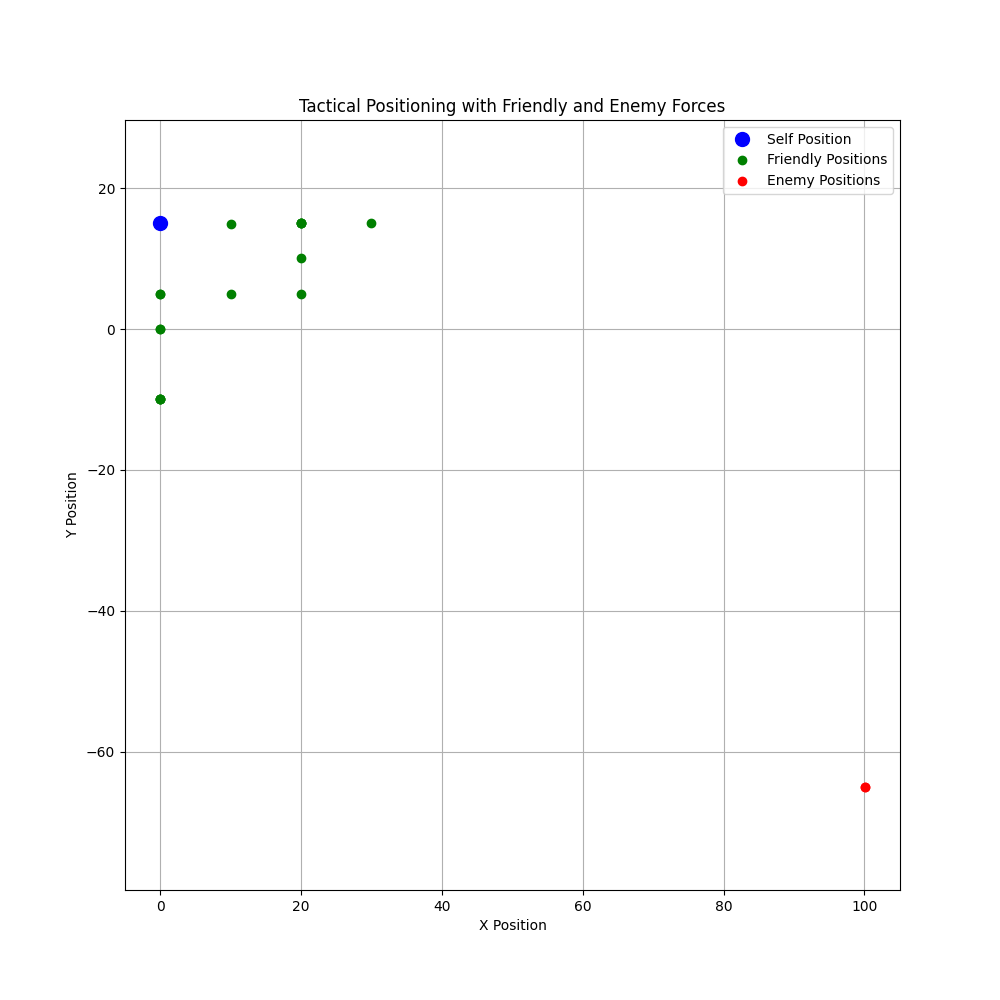 Tactical Positioning with Friendly and Enemy Forces
Self Position
Friendly Positions
Enemy Positions
20
0
−20
−40
−60
Y Position
0 20 40 60 80 100
X Position